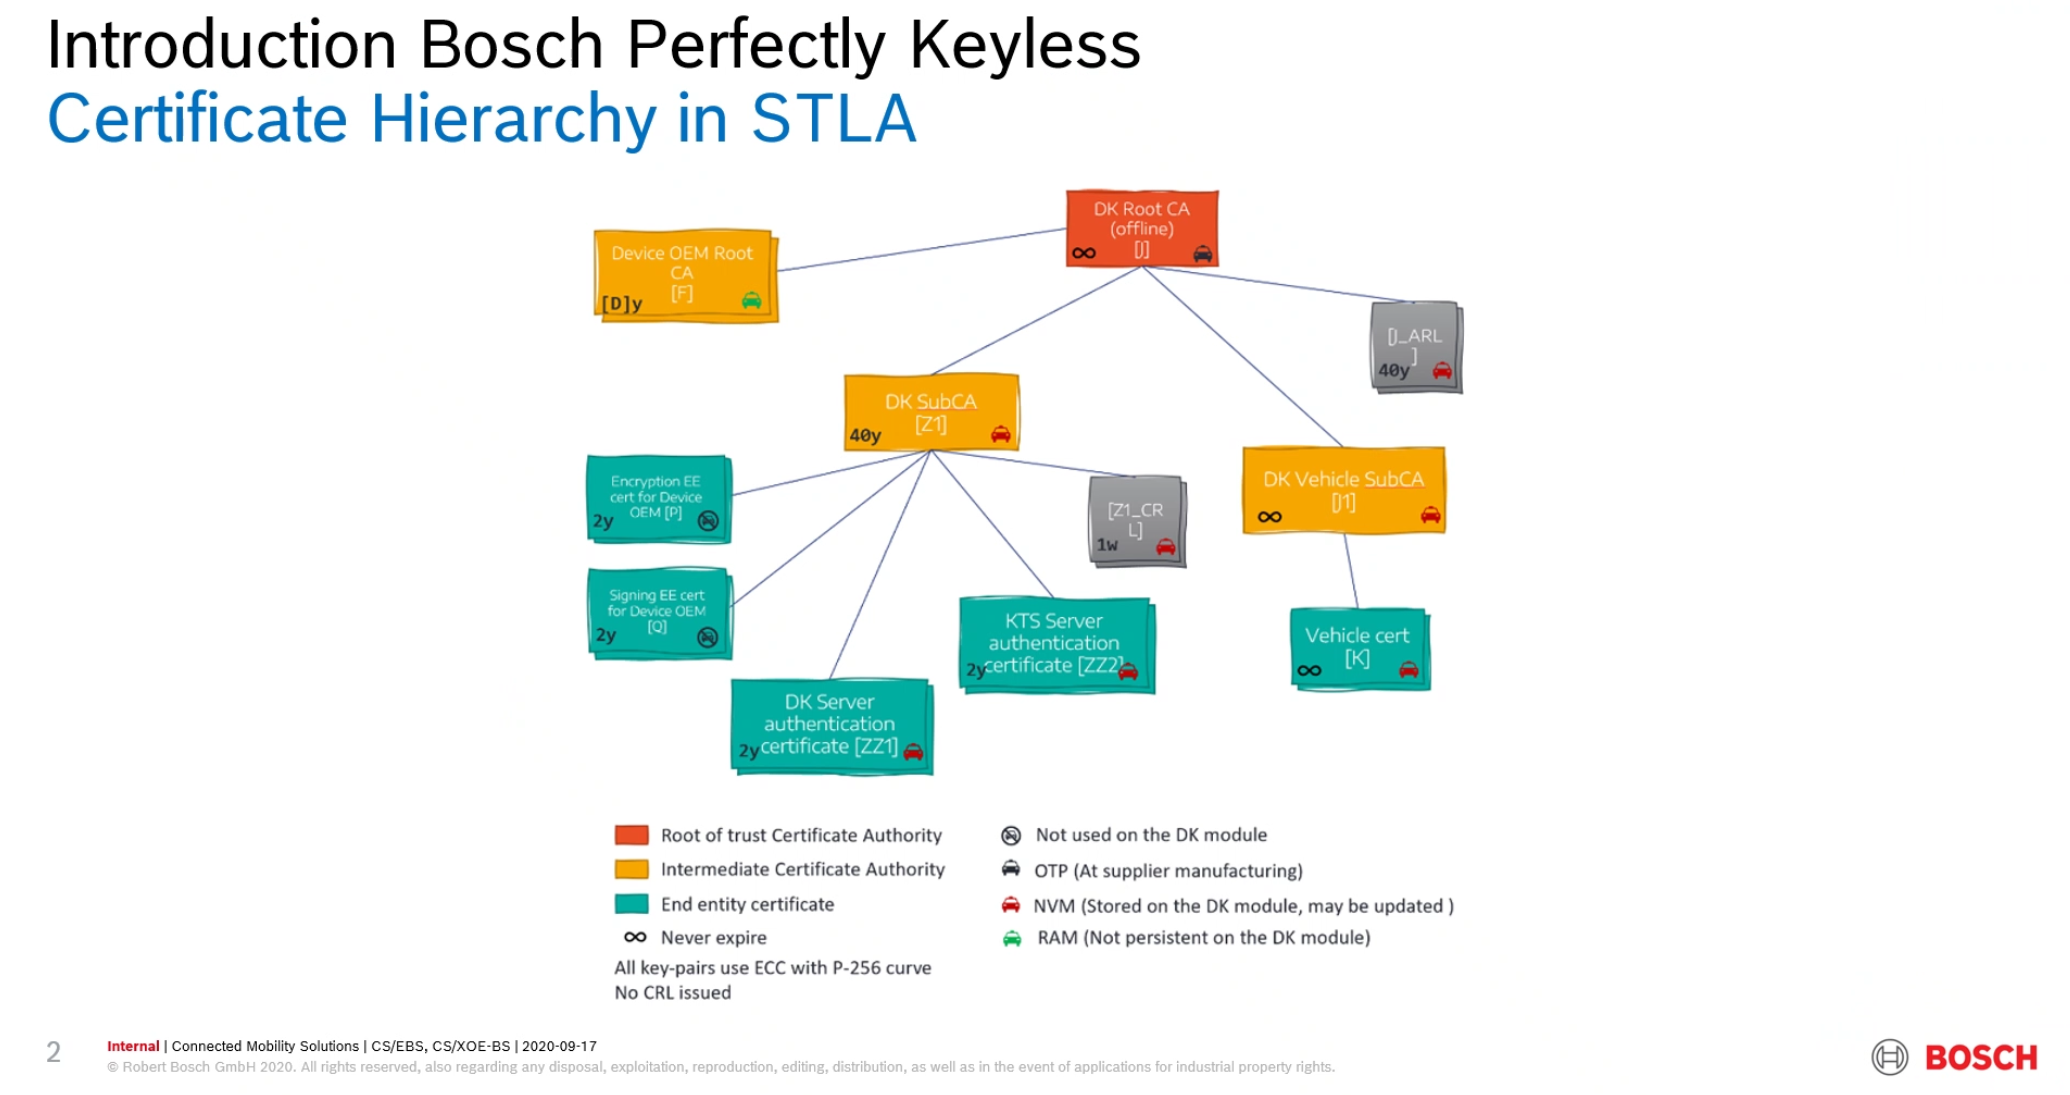 Introduction Bosch Perfectly Keyless
Certificate Hierarchy in STLA
DK Root CA
(offline)
[J]
∞
Device OEM Root
CA
[F]
[D]y
[J_ARL
]
40y
DK SubCA
[Z1]
40y
Encryption EE
cert for Device
OEM [P]
2y
[Z1_CR
L]
1w
DK Vehicle SubCA
[J1]
∞
Signing EE cert
for Device OEM
[Q]
2y
KTS Server
authentication
certificate [ZZ2]
2y
Vehicle cert
[K]
∞
DK Server
authentication
certificate [ZZ1]
2y
Root of trust Certificate Authority
Intermediate Certificate Authority
End entity certificate
∞ Never expire
All key-pairs use ECC with P-256 curve
No CRL issued
Not used on the DK module
OTP (At supplier manufacturing)
NVM (Stored on the DK module, may be updated )
RAM (Not persistent on the DK module)
2
Internal | Connected Mobility Solutions | CS/EBS, CS/XOE-BS | 2020-09-17
© Robert Bosch GmbH 2020. All rights reserved, also regarding any disposal, exploitation, reproduction, editing, distribution, as well as in the event of applications for industrial property rights.
BOSCH